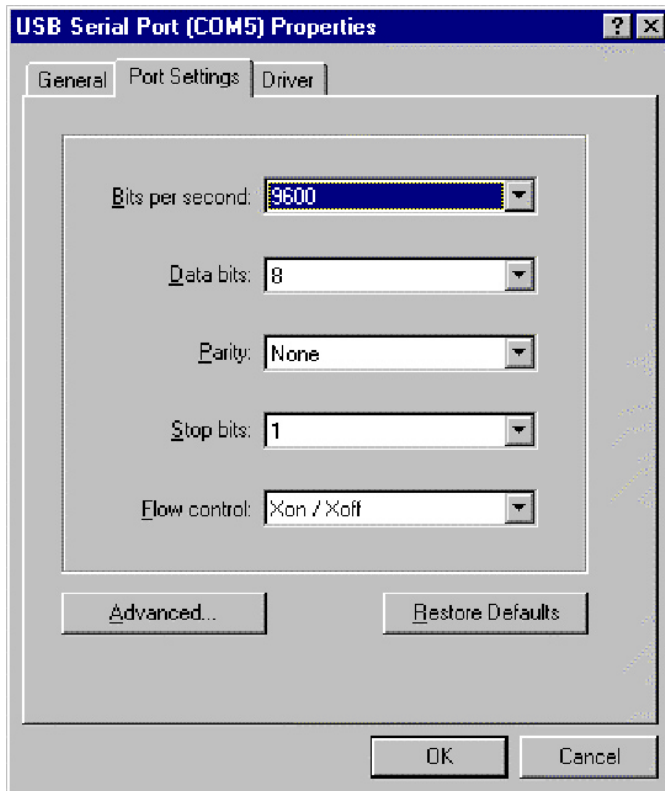 USB Serial Port (COM5) Properties ? ×
General Port Settings Driver
Bits per second: 9600
Data bits: 8
Parity: None
Stop bits: 1
Flow control: Xon / Xoff
Advanced... Restore Defaults
OK Cancel